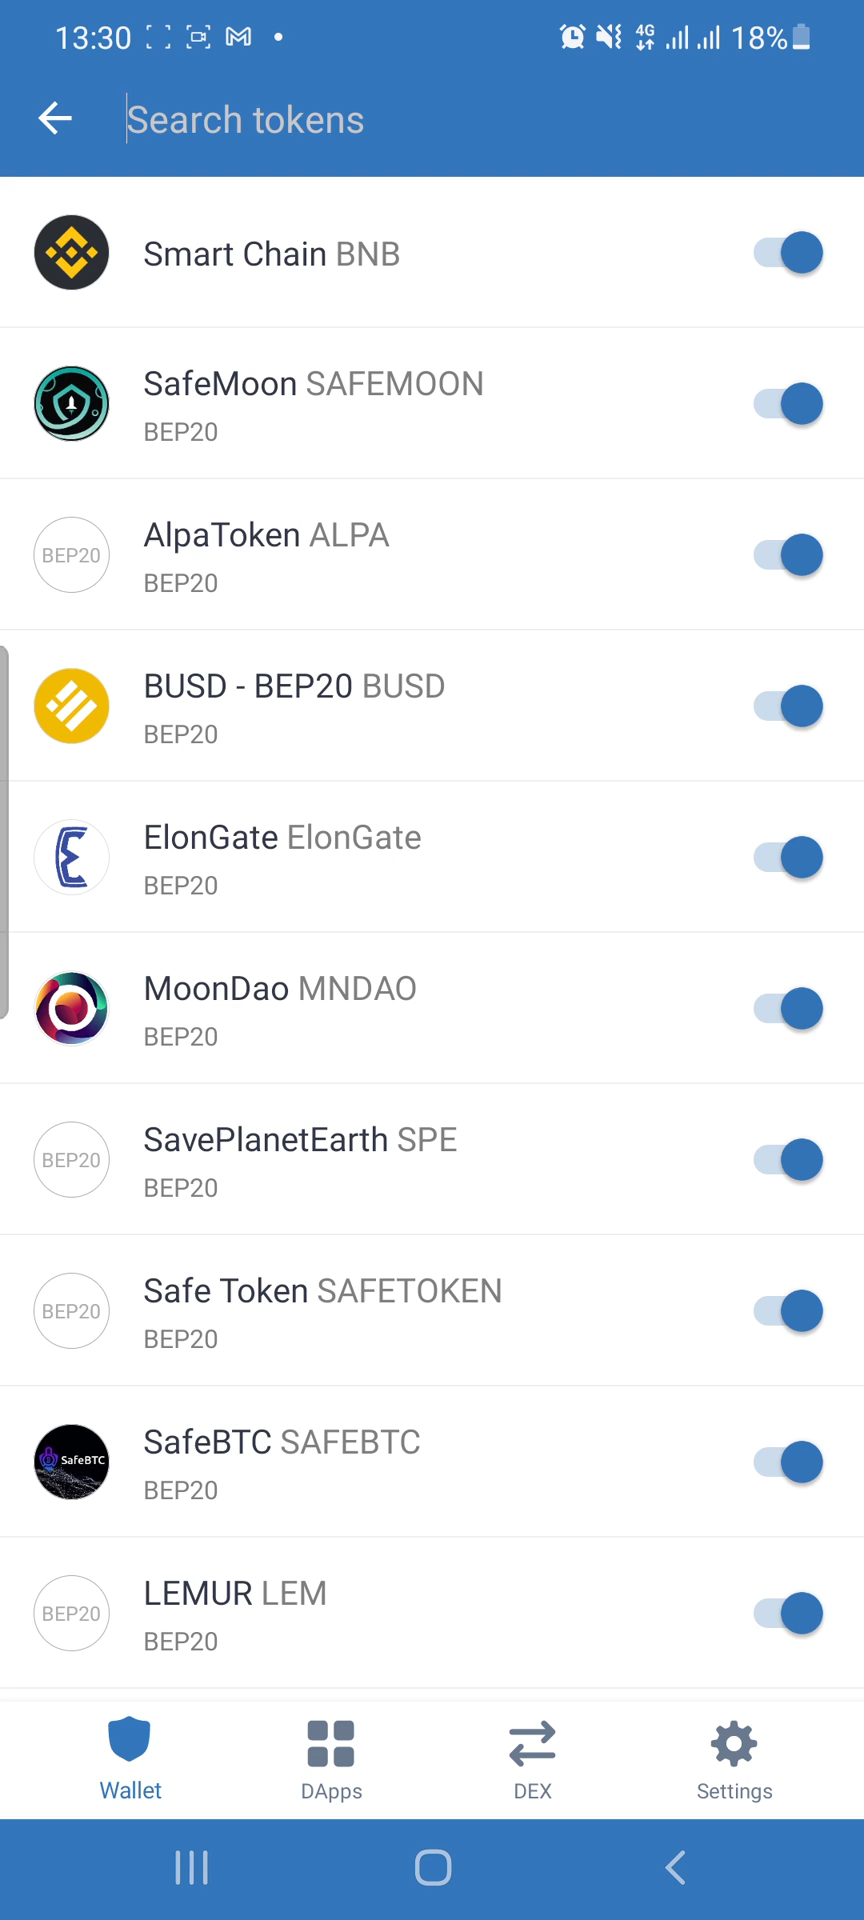 13:30 4G 18%
Search tokens
Smart Chain BNB
SafeMoon SAFEMOON
BEP20
BEP20
AlpaToken ALPA
BEP20
BUSD - BEP20 BUSD
BEP20
ElonGate ElonGate
BEP20
MoonDao MNDAO
BEP20
BEP20
SavePlanetEarth SPE
BEP20
BEP20
Safe Token SAFETOKEN
BEP20
SafeBTC
SafeBTC SAFEBTC
BEP20
BEP20
LEMUR LEM
BEP20
Wallet DApps DEX Settings